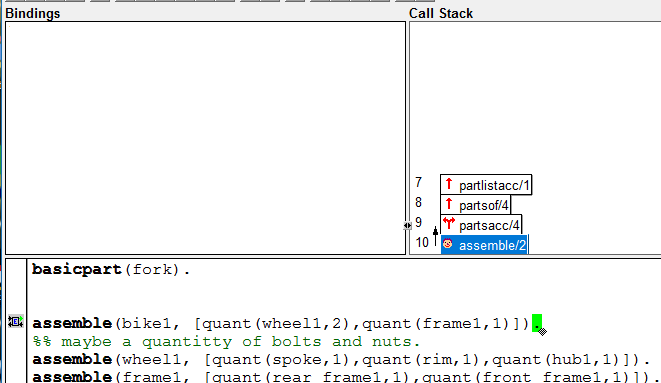 Bindings
Call Stack
7 partlistacc/1
8 partsof/4
9 partsacc/4
10 assemble/2
basicpart(fork).
assemble(bike1, [quant(wheel1,2),quant(frame1,1)]).
%% maybe a quantitty of bolts and nuts.
assemble(wheel1, [quant(spoke,1),quant(rim,1),quant(hub1,1)]).
assemble(frame1, [quant(rear_frame1,1),quant(front_frame1,1)]).